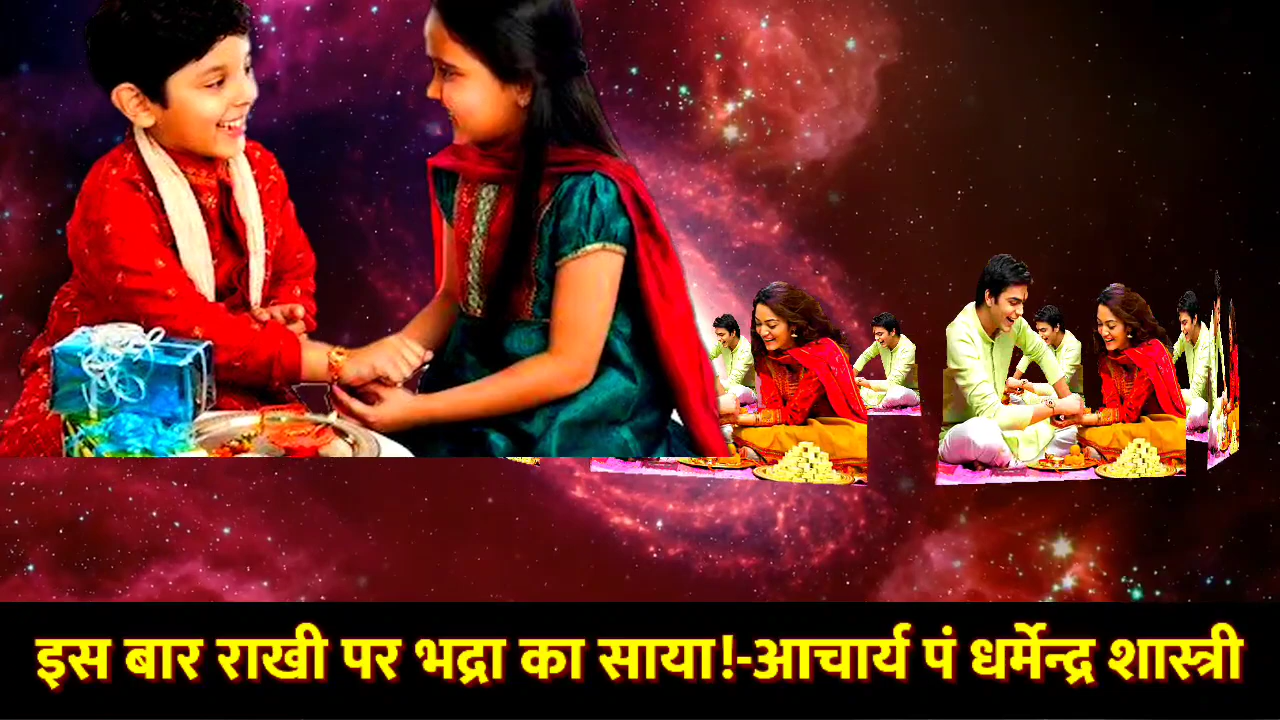 इस बार राखी पर भद्रा का साया!-आचार्य पं धर्मेन्द्र शास्त्री